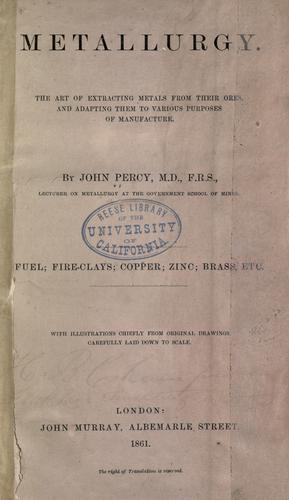 METALLURGY.
THE ART OF EXTRACTING METALS FROM THEIR ORES,
AND ADAPTING THEM TO VARIOUS PURPOSES
OF MANUFACTURE.
BY JOHN PERCY, M.D., F.R.S.,
LECTURER ON METALLURGY AT THE GOVERNMENT SCHOOL OF MINES.
REESE LIBRARY
OF THE
UNIVERSITY
OF
CALIFORNIA
FUEL; FIRE-CLAYS; COPPER; ZINC; BRASS, ETC.
WITH ILLUSTRATIONS CHIEFLY FROM ORIGINAL DRAWINGS,
CAREFULLY LAID DOWN TO SCALE.
LONDON:
JOHN MURRAY, ALBEMARLE STREET.
1861.
The right of Translation is reserved.